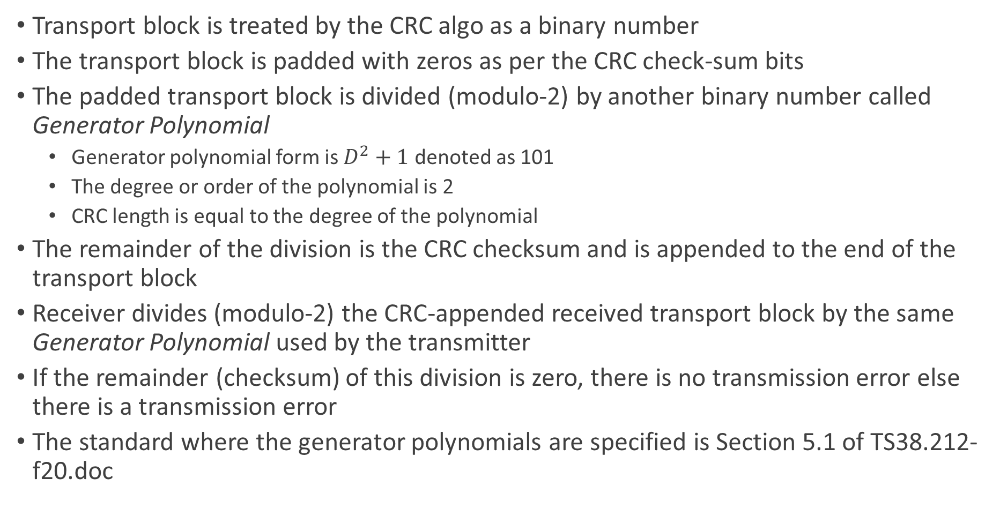 • Transport block is treated by the CRC algo as a binary number
• The transport block is padded with zeros as per the CRC check-sum bits
• The padded transport block is divided (modulo-2) by another binary number called
Generator Polynomial
• Generator polynomial form is D² + 1 denoted as 101
• The degree or order of the polynomial is 2
• CRC length is equal to the degree of the polynomial
• The remainder of the division is the CRC checksum and is appended to the end of the
transport block
• Receiver divides (modulo-2) the CRC-appended received transport block by the same
Generator Polynomial used by the transmitter
• If the remainder (checksum) of this division is zero, there is no transmission error else
there is a transmission error
• The standard where the generator polynomials are specified is Section 5.1 of TS38.212-
f20.doc